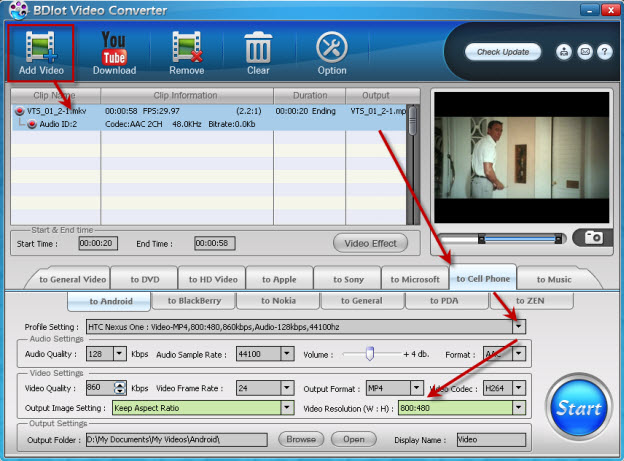 BDlot Video Converter
Add Video
You Tube
Download
Remove
Clear
Option
Check Update
?
Clip Name Clip Information Duration Output
VTS_01_2-1.mkv 00:00:58 FPS:29.97 (2.2:1) 00:00:20 Ending VTS_01_2-1.mp
Audio ID:2 Codec:AAC 2CH 48.0KHz Bitrate:0.0Kb
Start & End time
Start Time : 00:00:20 End Time : 00:00:58 Video Effect
to General Video to DVD to HD Video to Apple to Sony to Microsoft to Cell Phone to Music
to Android to BlackBerry to Nokia to General to PDA to ZEN
Profile Setting : HTC Nexus One : Video-MP4,800:480,860kbps,Audio-128kbps,44100hz
Audio Settings
Audio Quality : 128 Kbps Audio Sample Rate : 44100 Volume : + 4 db. Format : AAC
Video Settings
Video Quality : 860 Kbps Video Frame Rate : 24 Output Format : MP4 Video Codec : H264
Output Image Setting : Keep Aspect Ratio Video Resolution (W : H) : 800:480
Start
Output Settings
Output Folder : D:\My Documents\My Videos\Android\ Browse Open Display Name : Video